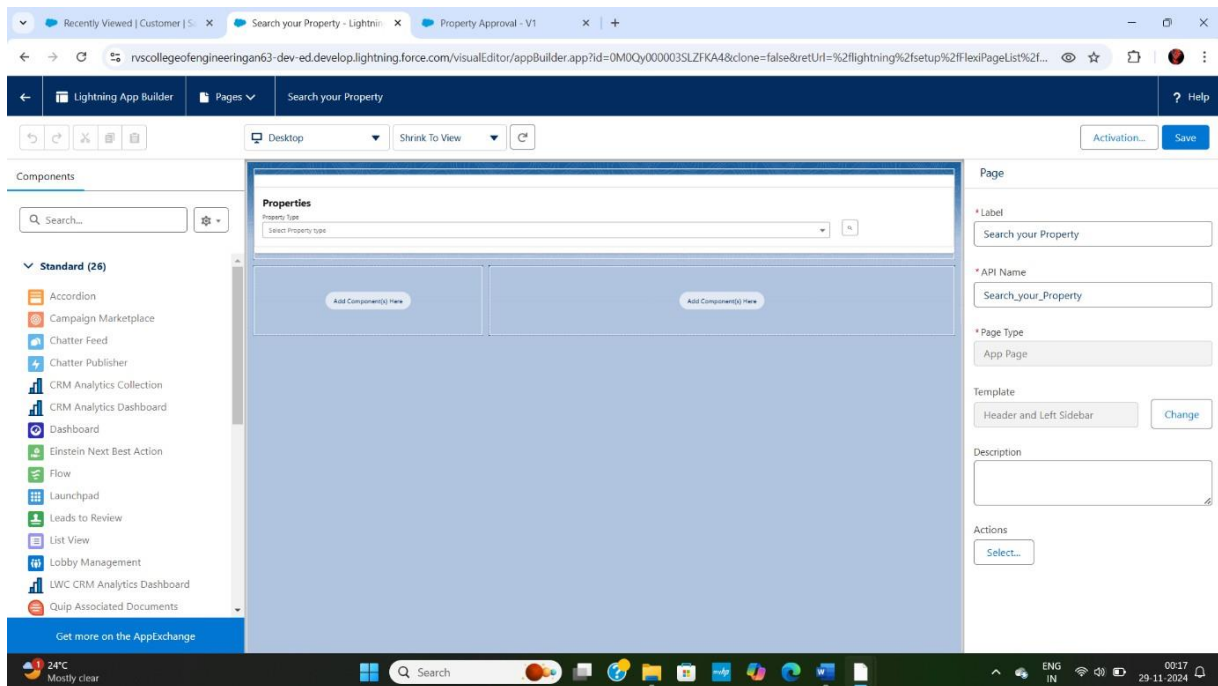 Recently Viewed | Customer | Sa
Search your Property - Lightnin
Property Approval - V1
rvscollegeofengineeringan63-dev-ed.develop.lightning.force.com/visualEditor/appBuilder.app?id=0M0Qy000003SLZFKA4&clone=false&retUrl=%2flightning%2fsetup%2fFlexiPageList%2f...
Lightning App Builder
Pages
Search your Property
? Help
Desktop
Shrink To View
Activation...
Save
Components
Search...
Standard (26)
Accordion
Campaign Marketplace
Chatter Feed
Chatter Publisher
CRM Analytics Collection
CRM Analytics Dashboard
Dashboard
Einstein Next Best Action
Flow
Launchpad
Leads to Review
List View
Lobby Management
LWC CRM Analytics Dashboard
Quip Associated Documents
Get more on the AppExchange
Properties
Property Type
Select Property type
Add Component(s) Here
Add Component(s) Here
Page
* Label
Search your Property
* API Name
Search_your_Property
* Page Type
App Page
Template
Header and Left Sidebar
Change
Description
Actions
Select...
1
24°C
Mostly clear
Search
ENG
IN
00:17
29-11-2024